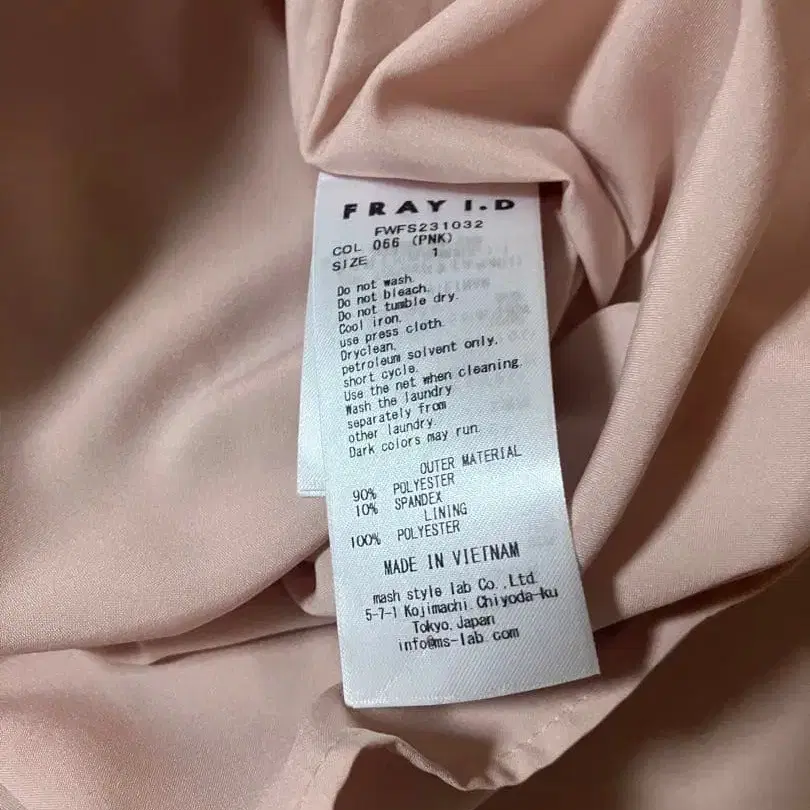 FRAY I.D
FWFS231032
COL 066 (PNK)
SIZE 1
Do not wash.
Do not bleach.
Do not tumble dry.
Cool iron.
use press cloth.
Dryclean.
petroleum solvent only.
short cycle.
Use the net when cleaning.
Wash the laundry
separately from
other laundry.
Dark colors may run.
OUTER MATERIAL
90% POLYESTER
10% SPANDEX
LINING
100% POLYESTER
MADE IN VIETNAM
mash style lab Co.,Ltd.
5-7-1 Kojimachi.Chiyoda-ku
Tokyo.Japan
info@ms-lab.com